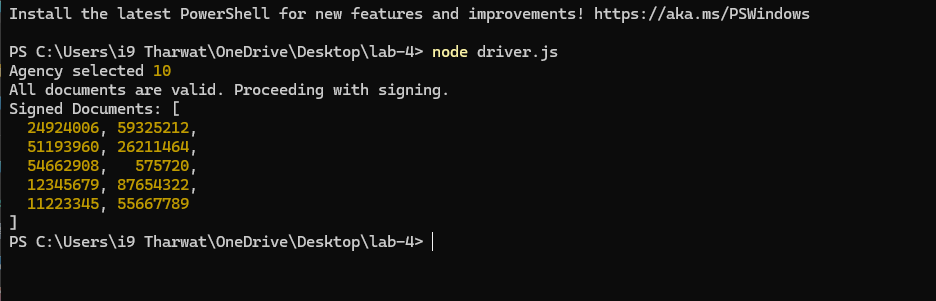 Install the latest PowerShell for new features and improvements! https://aka.ms/PSWindows
PS C:\Users\i9 Tharwat\OneDrive\Desktop\lab-4> node driver.js
Agency selected 10
All documents are valid. Proceeding with signing.
Signed Documents: [
  24924006, 59325212,
  51193960, 26211464,
  54662908,   575720,
  12345679, 87654322,
  11223345, 55667789
]
PS C:\Users\i9 Tharwat\OneDrive\Desktop\lab-4>